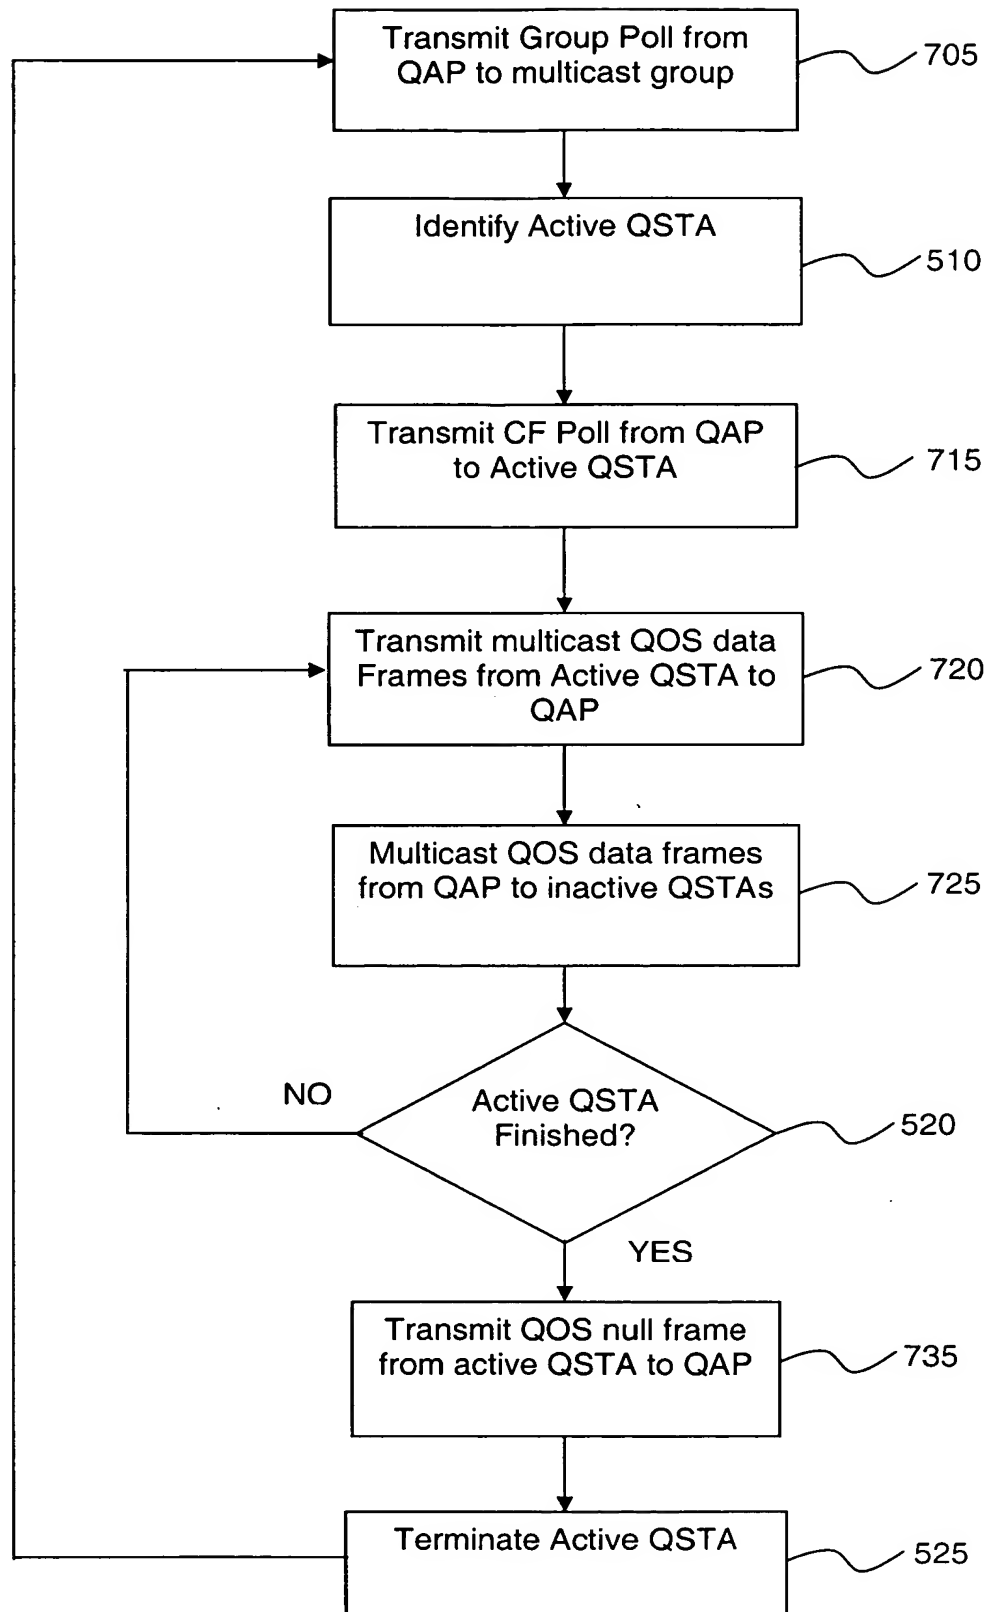 Transmit Group Poll from
QAP to multicast group
705
Identify Active QSTA
510
Transmit CF Poll from QAP
to Active QSTA
715
Transmit multicast QOS data
Frames from Active QSTA to
QAP
720
Multicast QOS data frames
from QAP to inactive QSTAs
725
NO
Active QSTA
Finished?
520
YES
Transmit QOS null frame
from active QSTA to QAP
735
Terminate Active QSTA
525